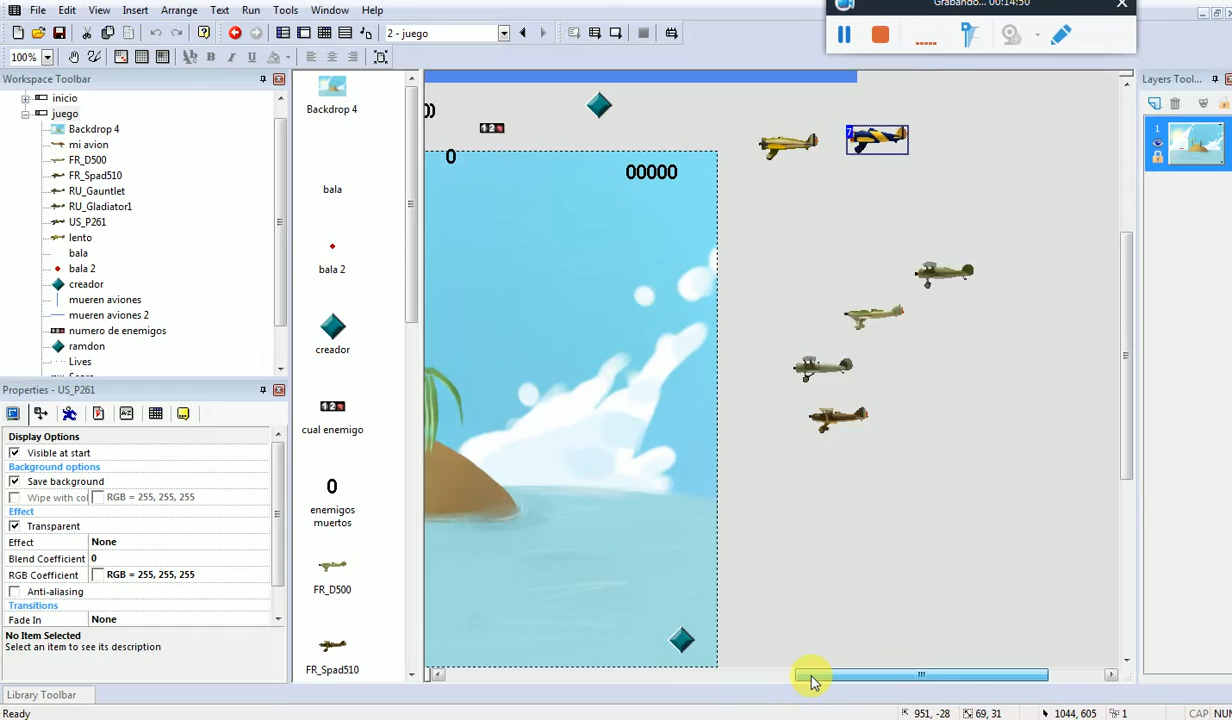 Grabando... 00:14:50
File Edit View Insert Arrange Text Run Tools Window Help
2 - juego
100%
Workspace Toolbar
inicio
juego
Backdrop 4
mi avion
FR_D500
FR_Spad510
RU_Gauntlet
RU_Gladiator1
US_P261
lento
bala
bala 2
creador
mueren aviones
mueren aviones 2
numero de enemigos
ramdon
Lives
Properties - US_P261
Display Options
Visible at start
Background options
Save background
Wipe with col RGB = 255, 255, 255
Effect
Transparent
Effect None
Blend Coefficient 0
RGB Coefficient RGB = 255, 255, 255
Anti-aliasing
Transitions
Fade In None
No Item Selected
Select an item to see its description
Library Toolbar
Ready
Backdrop 4
bala
bala 2
creador
cual enemigo
0
enemigos
muertos
FR_D500
FR_Spad510
0
00000
7
Layers Tool...
1
951, -28 69, 31 1044, 605 1 CAP NUM